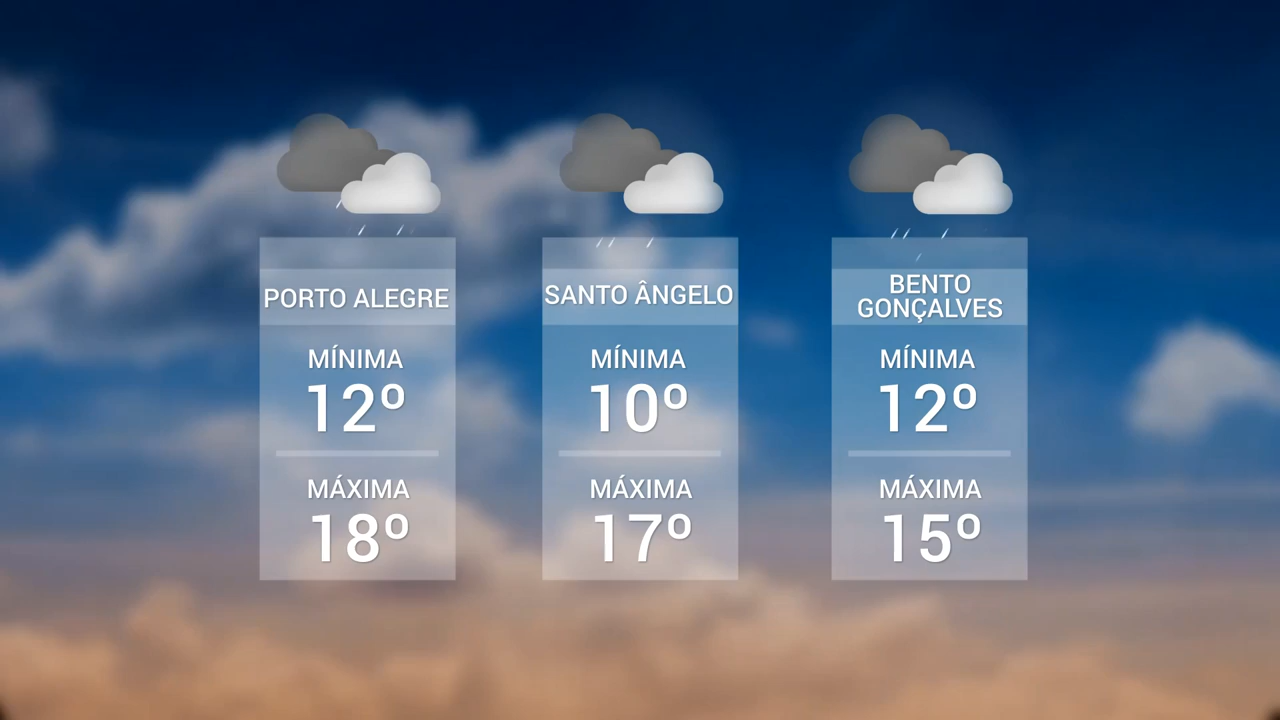 PORTO ALEGRE
MÍNIMA
12º
MÁXIMA
18º
SANTO ÂNGELO
MÍNIMA
10º
MÁXIMA
17º
BENTO
GONÇALVES
MÍNIMA
12º
MÁXIMA
15º